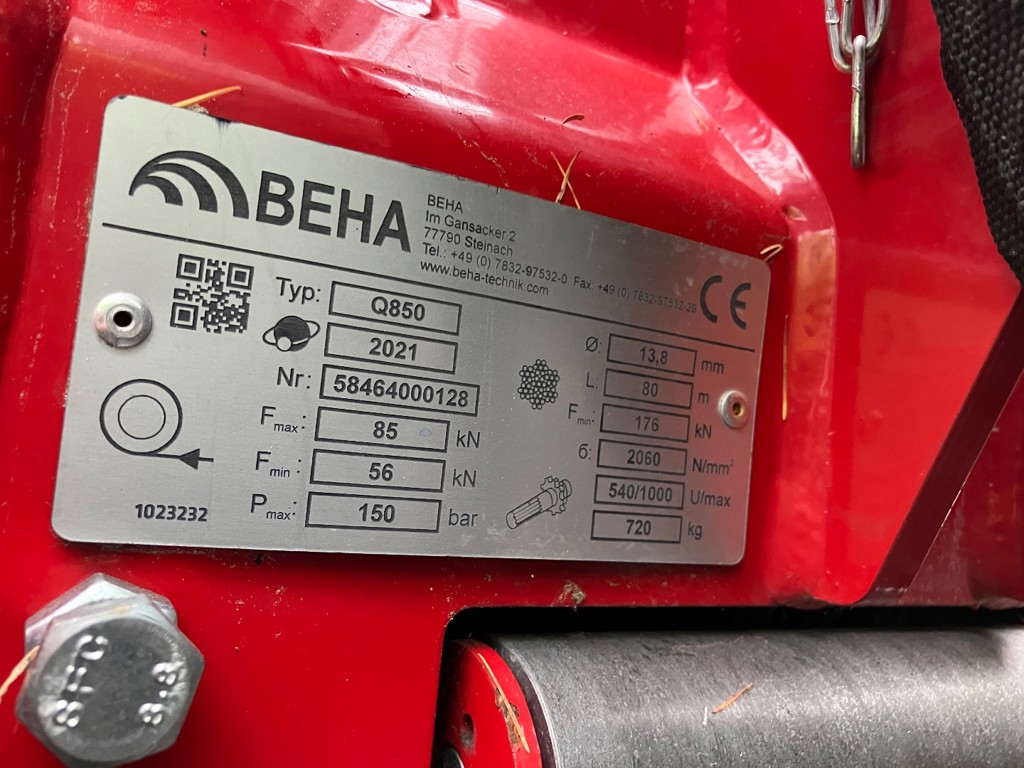 BEHA
BEHA
Im Gansacker 2
77790 Steinach
Tel.: +49 (0) 7832-97532-0 Fax. +49 (0) 7832-97532-29
www.beha-technik.com
CE
Typ: Q850
2021
Nr: 58464000128
Fmax: 85 kN
Fmin: 56 kN
Pmax: 150 bar
1023232
Ø: 13,8 mm
L: 80 m
Fmin: 176 kN
б: 2060 N/mm²
540/1000 U/max
720 kg
8.8